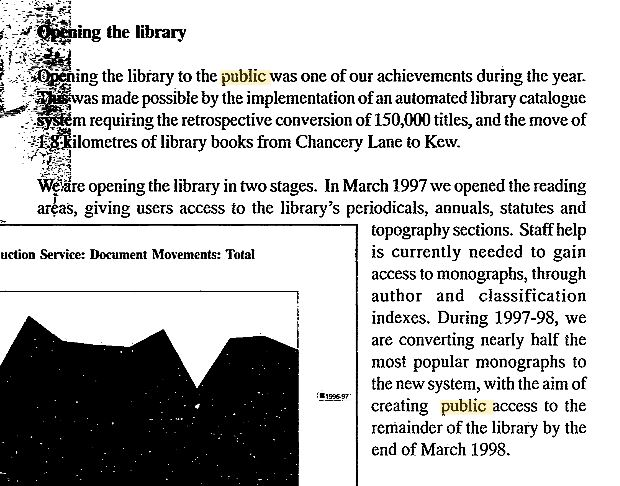 Opening the library
Opening the library to the public was one of our achievements during the year.
This was made possible by the implementation of an automated library catalogue
system requiring the retrospective conversion of 150,000 titles, and the move of
1.8 kilometres of library books from Chancery Lane to Kew.
We are opening the library in two stages. In March 1997 we opened the reading
areas, giving users access to the library's periodicals, annuals, statutes and
topography sections. Staff help
is currently needed to gain
access to monographs, through
author and classification
indexes. During 1997-98, we
are converting nearly half the
most popular monographs to
the new system, with the aim of
creating public access to the
remainder of the library by the
end of March 1998.
uction Service: Document Movements: Total
1996-97